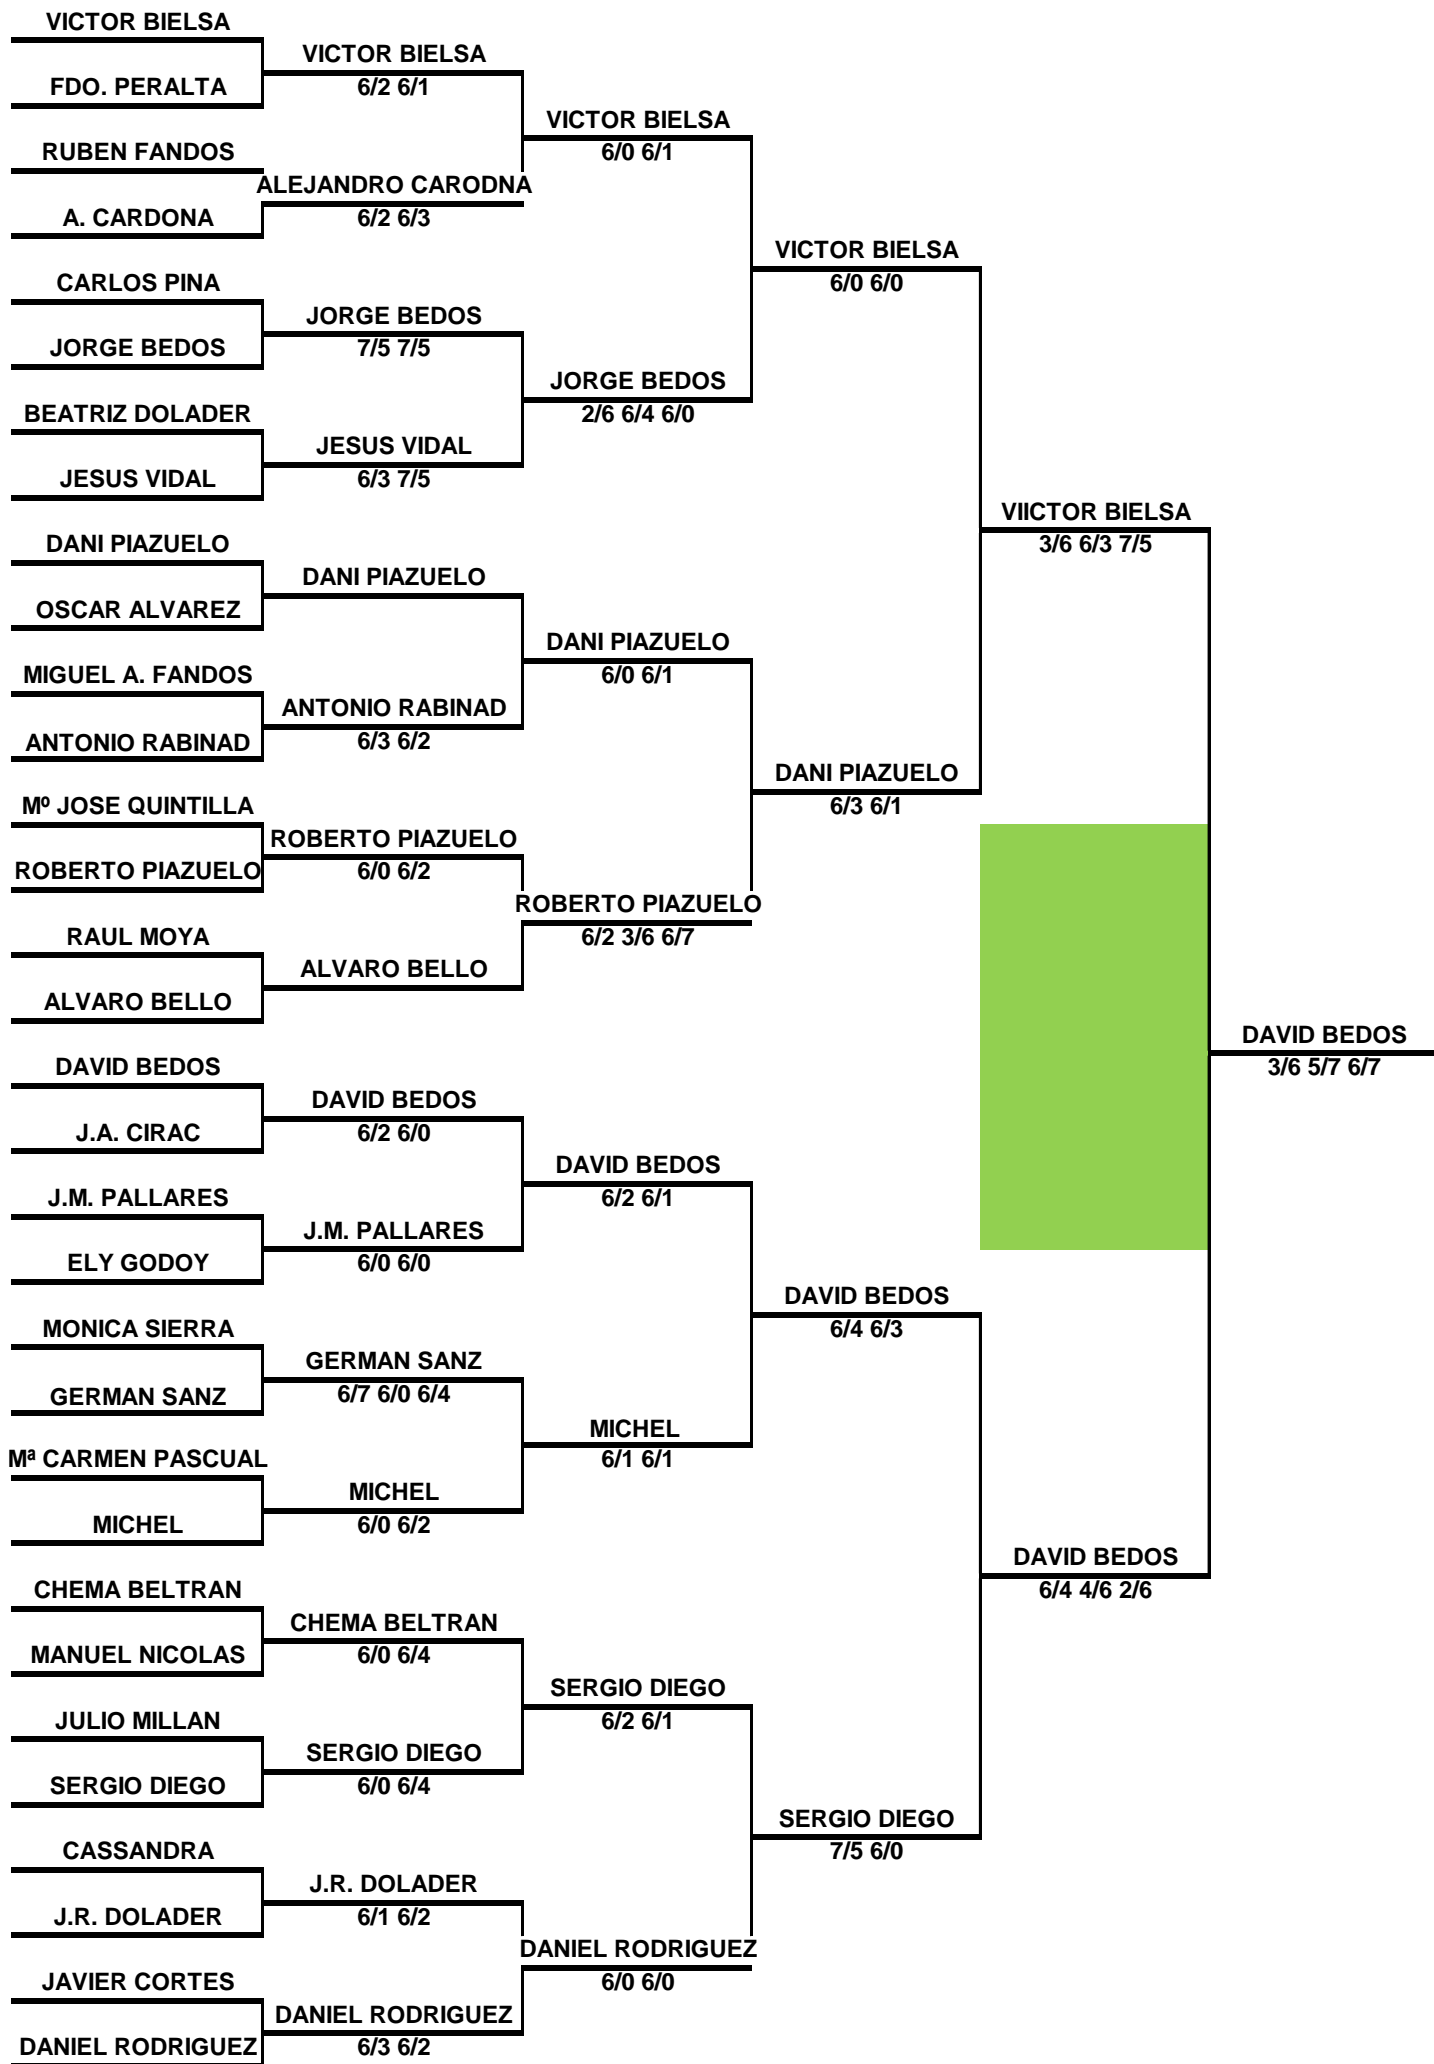 VICTOR BIELSA
VICTOR BIELSA
FDO. PERALTA
6/2 6/1
VICTOR BIELSA
RUBEN FANDOS
6/0 6/1
ALEJANDRO CARODNA
A. CARDONA
6/2 6/3
VICTOR BIELSA
CARLOS PINA
6/0 6/0
JORGE BEDOS
JORGE BEDOS
7/5 7/5
JORGE BEDOS
BEATRIZ DOLADER
2/6 6/4 6/0
JESUS VIDAL
JESUS VIDAL
6/3 7/5
VIICTOR BIELSA
DANI PIAZUELO
3/6 6/3 7/5
DANI PIAZUELO
OSCAR ALVAREZ
DANI PIAZUELO
MIGUEL A. FANDOS
6/0 6/1
ANTONIO RABINAD
ANTONIO RABINAD
6/3 6/2
DANI PIAZUELO
Mº JOSE QUINTILLA
6/3 6/1
ROBERTO PIAZUELO
ROBERTO PIAZUELO
6/0 6/2
ROBERTO PIAZUELO
RAUL MOYA
6/2 3/6 6/7
ALVARO BELLO
ALVARO BELLO
DAVID BEDOS
DAVID BEDOS
3/6 5/7 6/7
DAVID BEDOS
J.A. CIRAC
6/2 6/0
DAVID BEDOS
J.M. PALLARES
6/2 6/1
J.M. PALLARES
ELY GODOY
6/0 6/0
DAVID BEDOS
MONICA SIERRA
6/4 6/3
GERMAN SANZ
GERMAN SANZ
6/7 6/0 6/4
MICHEL
Mª CARMEN PASCUAL
6/1 6/1
MICHEL
MICHEL
6/0 6/2
DAVID BEDOS
CHEMA BELTRAN
6/4 4/6 2/6
CHEMA BELTRAN
MANUEL NICOLAS
6/0 6/4
SERGIO DIEGO
JULIO MILLAN
6/2 6/1
SERGIO DIEGO
SERGIO DIEGO
6/0 6/4
SERGIO DIEGO
CASSANDRA
7/5 6/0
J.R. DOLADER
J.R. DOLADER
6/1 6/2
DANIEL RODRIGUEZ
JAVIER CORTES
6/0 6/0
DANIEL RODRIGUEZ
DANIEL RODRIGUEZ
6/3 6/2